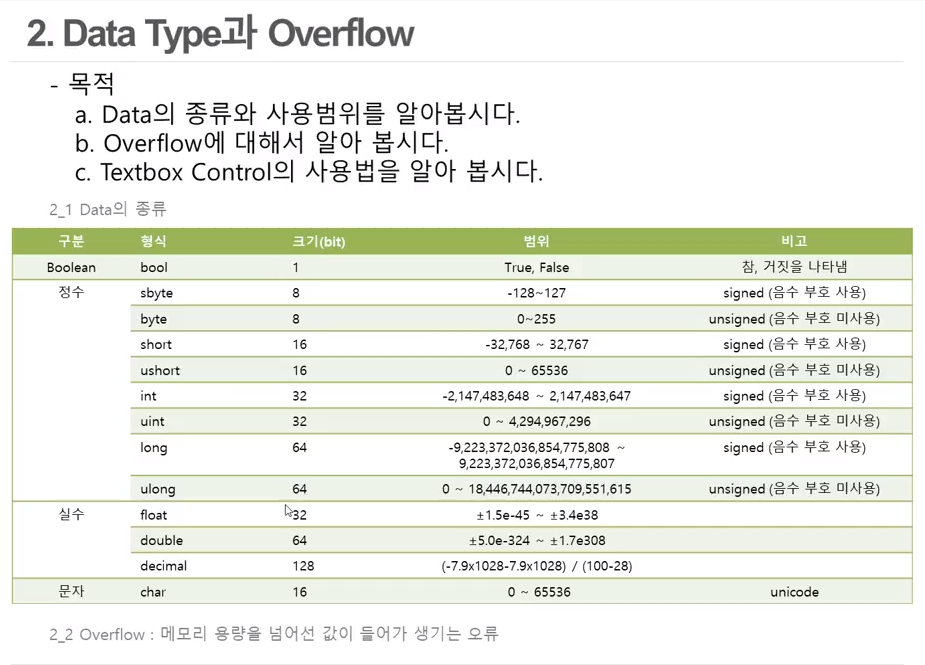 2. Data Type과 Overflow
- 목적
a. Data의 종류와 사용범위를 알아봅시다.
b. Overflow에 대해서 알아 봅시다.
c. Textbox Control의 사용법을 알아 봅시다.
2_1 Data의 종류
구분 형식 크기(bit) 범위 비고
Boolean bool 1 True, False 참, 거짓을 나타냄
정수 sbyte 8 -128~127 signed (음수 부호 사용)
byte 8 0~255 unsigned (음수 부호 미사용)
short 16 -32,768 ~ 32,767 signed (음수 부호 사용)
ushort 16 0 ~ 65536 unsigned (음수 부호 미사용)
int 32 -2,147,483,648 ~ 2,147,483,647 signed (음수 부호 사용)
uint 32 0 ~ 4,294,967,296 unsigned (음수 부호 미사용)
long 64 -9,223,372,036,854,775,808 ~ signed (음수 부호 사용)
9,223,372,036,854,775,807
ulong 64 0 ~ 18,446,744,073,709,551,615 unsigned (음수 부호 미사용)
실수 float 32 ±1.5e-45 ~ ±3.4e38
double 64 ±5.0e-324 ~ ±1.7e308
decimal 128 (-7.9x1028-7.9x1028) / (100-28)
문자 char 16 0 ~ 65536 unicode
2_2 Overflow : 메모리 용량을 넘어선 값이 들어가 생기는 오류